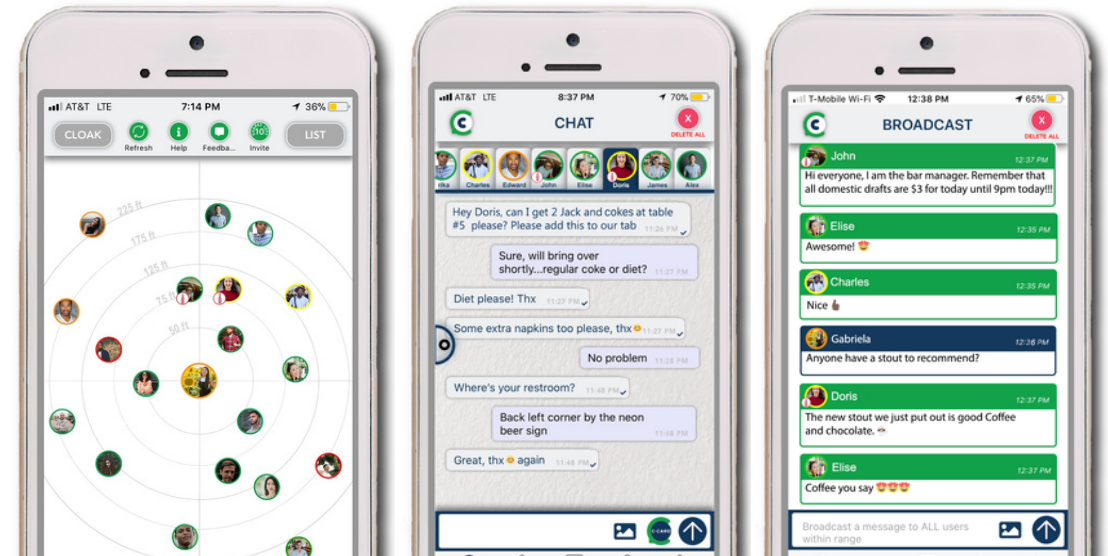 AT&T LTE 7:14 PM 36%
CLOAK Refresh Help Feedba... Invite LIST
10
225 ft
175 ft
125 ft
75 ft
50 ft
AT&T LTE 8:37 PM 70%
C CHAT X
DELETE ALL
rika Charles Edward John Elise Doris James Alex
Hey Doris, can I get 2 Jack and cokes at table
#5 please? Please add this to our tab 11:26 PM
Sure, will bring over
shortly...regular coke or diet? 11:27 PM
Diet please! Thx 11:27 PM
Some extra napkins too please, thx😊 11:27 PM
No problem 11:28 PM
Where's your restroom? 11:48 PM
Back left corner by the neon
beer sign 11:48 PM
Great, thx😊 again 11:48 PM
C-CARD
T-Mobile Wi-Fi 12:38 PM 65%
C BROADCAST X
DELETE ALL
John 12:37 PM
Hi everyone, I am the bar manager. Remember that
all domestic drafts are $3 for today until 9pm today!!!
Elise 12:35 PM
Awesome! 😍
Charles 12:35 PM
Nice 👍🏾
Gabriela 12:36 PM
Anyone have a stout to recommend?
Doris 12:37 PM
The new stout we just put out is good Coffee
and chocolate. ☕
Elise 12:37 PM
Coffee you say 😍😍😍
Broadcast a message to ALL users
within range